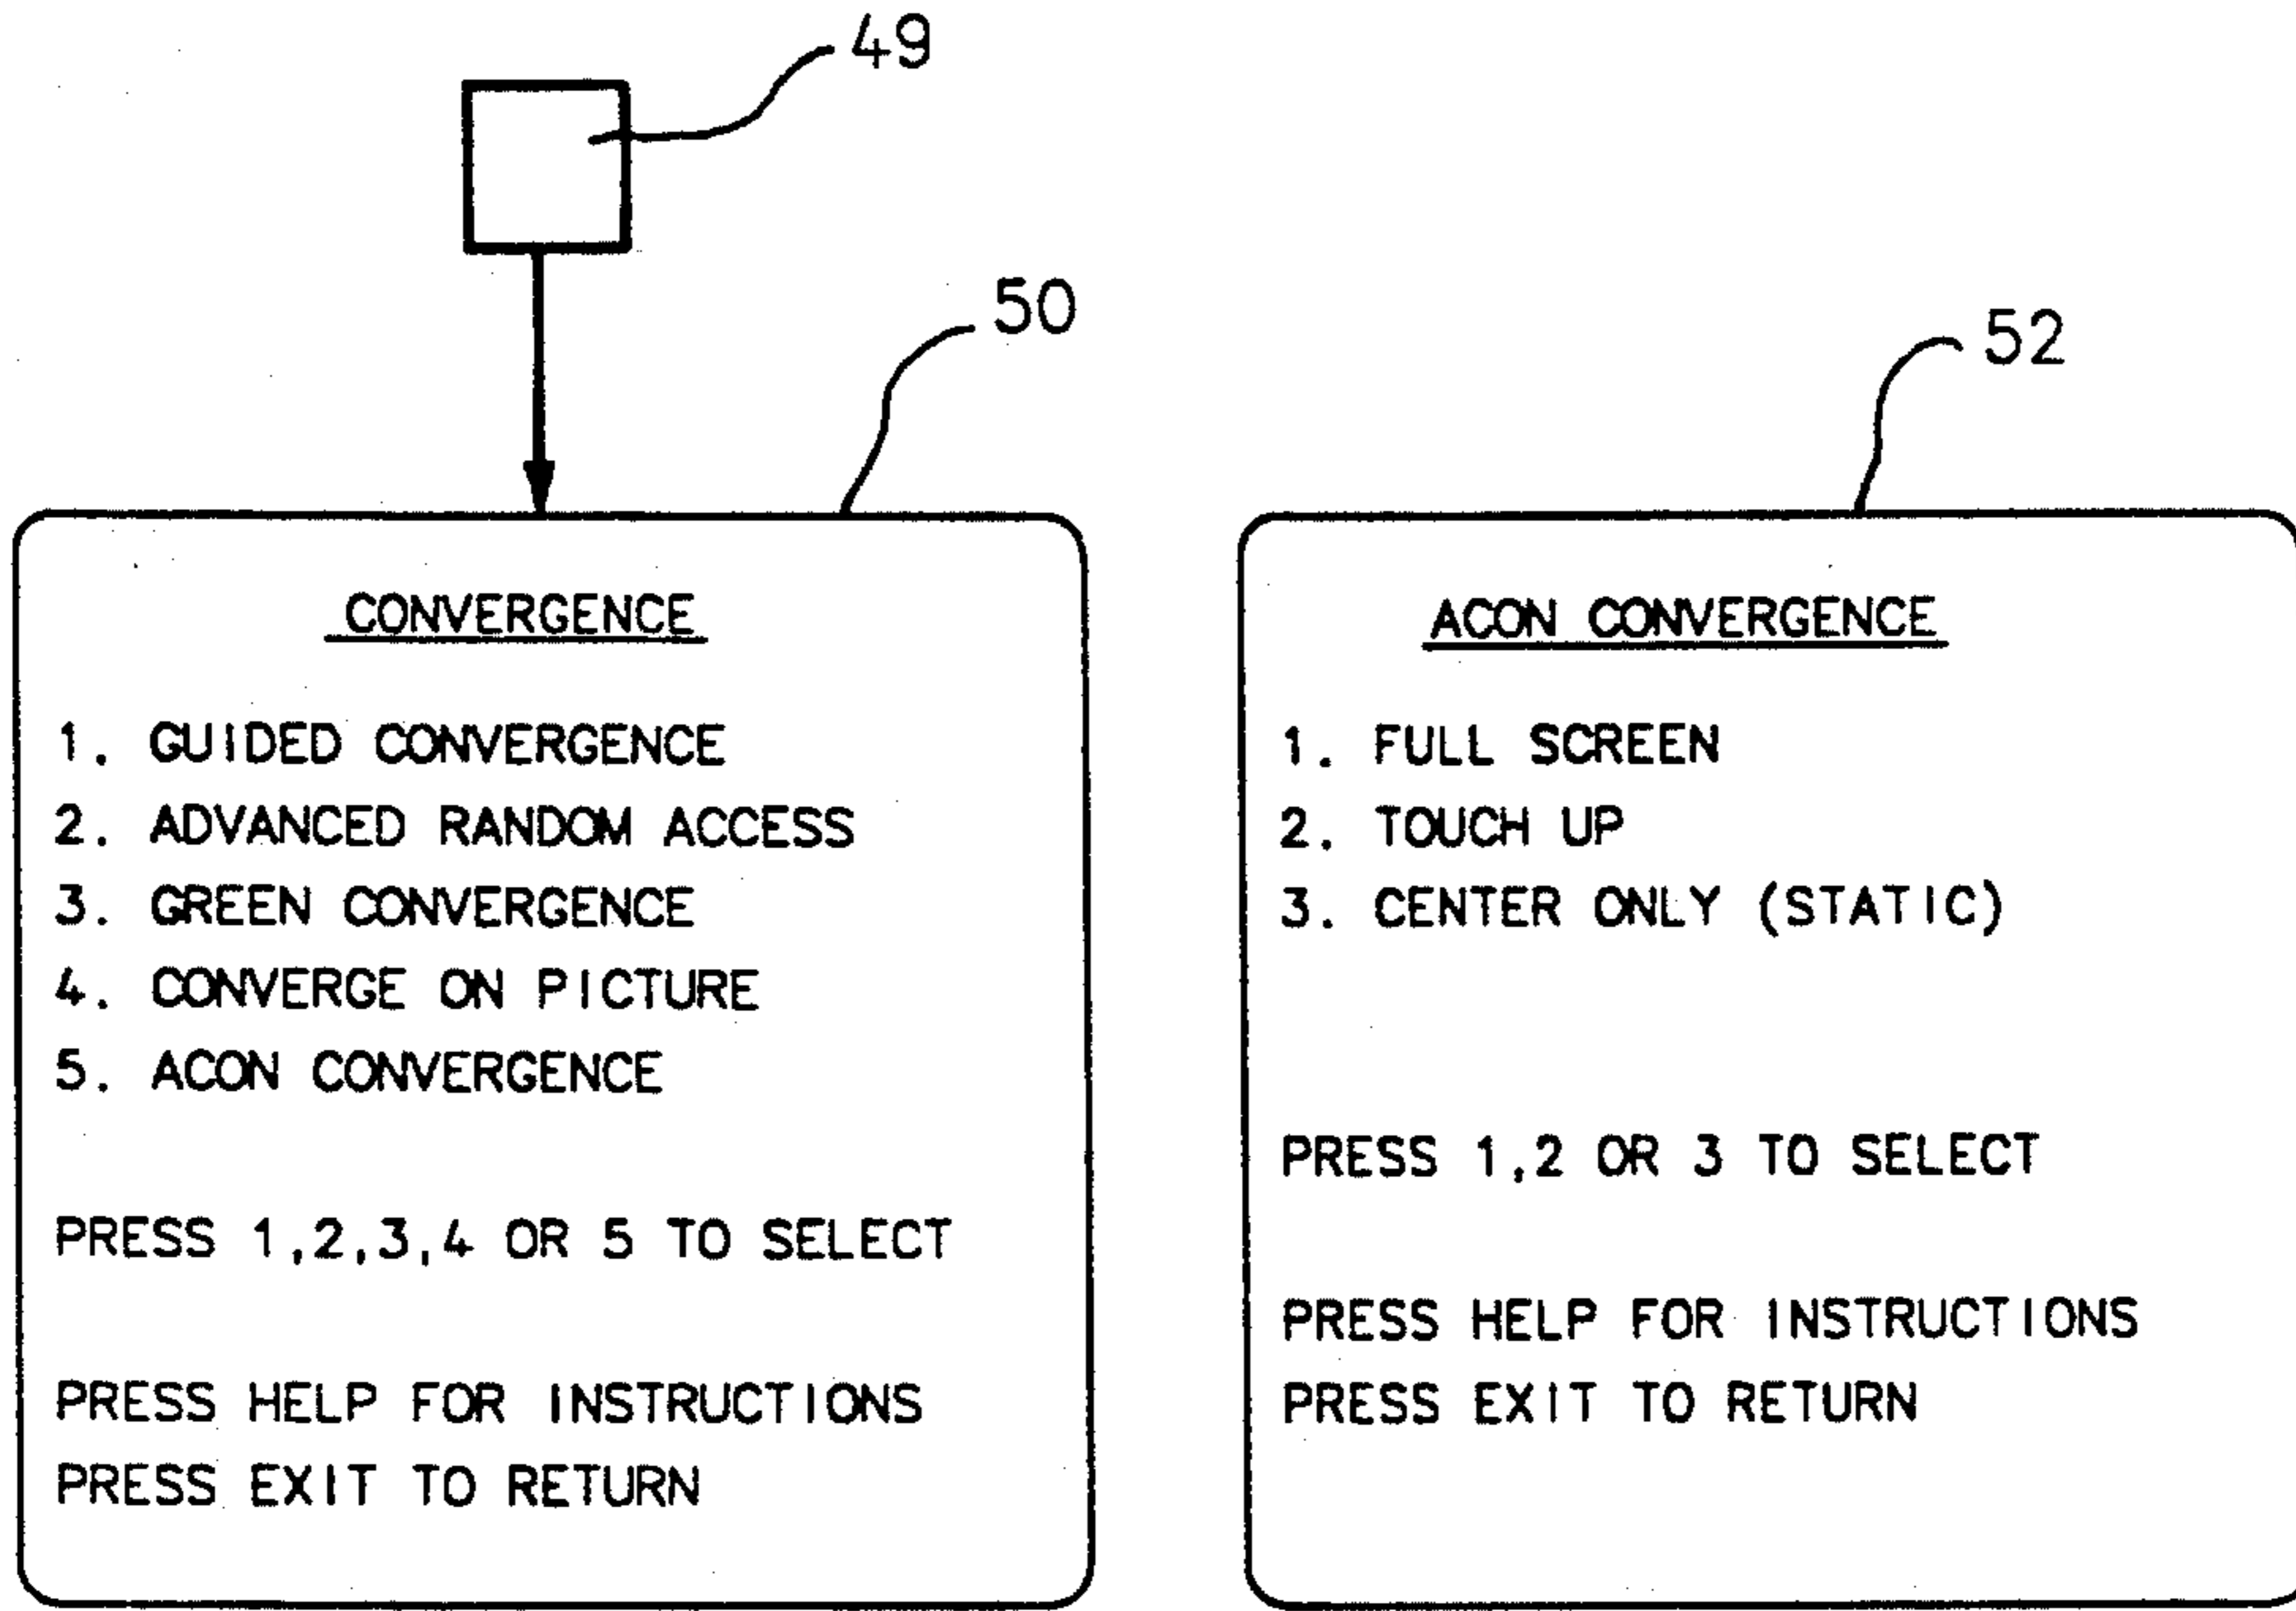 49
50
52
CONVERGENCE
1. GUIDED CONVERGENCE
2. ADVANCED RANDOM ACCESS
3. GREEN CONVERGENCE
4. CONVERGE ON PICTURE
5. ACON CONVERGENCE
PRESS 1,2,3,4 OR 5 TO SELECT
PRESS HELP FOR INSTRUCTIONS
PRESS EXIT TO RETURN
ACON CONVERGENCE
1. FULL SCREEN
2. TOUCH UP
3. CENTER ONLY (STATIC)
PRESS 1,2 OR 3 TO SELECT
PRESS HELP FOR INSTRUCTIONS
PRESS EXIT TO RETURN